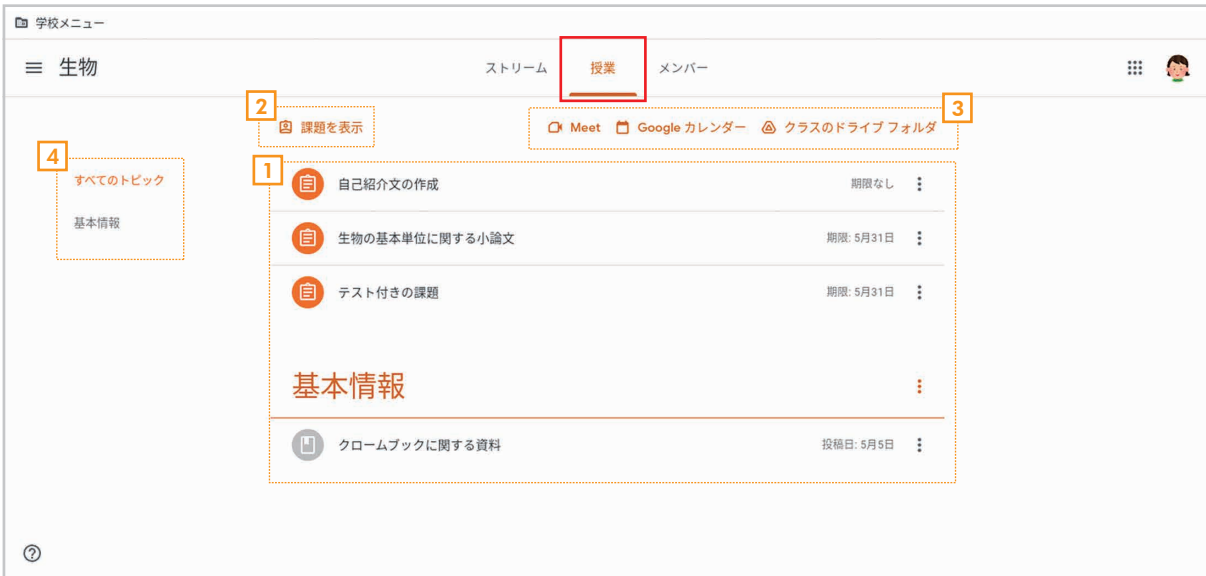 学校メニュー
生物
ストリーム 授業 メンバー
2
課題を表示
3
Meet Google カレンダー クラスのドライブ フォルダ
4
すべてのトピック
基本情報
1
自己紹介文の作成 期限なし
生物の基本単位に関する小論文 期限: 5月31日
テスト付きの課題 期限: 5月31日
基本情報
クロームブックに関する資料 投稿日: 5月5日